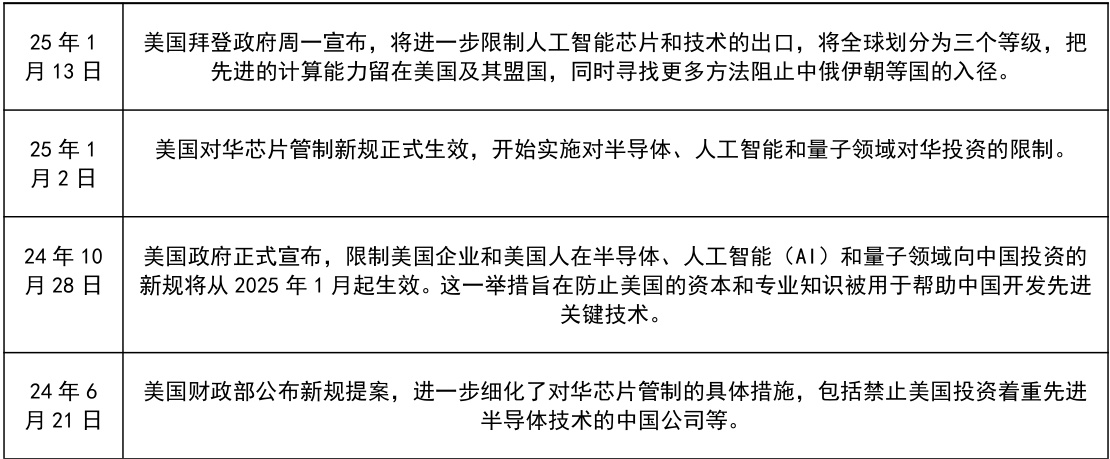 25 年 1
月 13 日
美国拜登政府周一宣布，将进一步限制人工智能芯片和技术的出口，将全球划分为三个等级，把
先进的计算能力留在美国及其盟国，同时寻找更多方法阻止中俄伊朝等国的入径。
25 年 1
月 2 日
美国对华芯片管制新规正式生效，开始实施对半导体、人工智能和量子领域对华投资的限制。
24 年 10
月 28 日
美国政府正式宣布，限制美国企业和美国人在半导体、人工智能（AI）和量子领域向中国投资的
新规将从 2025 年 1 月起生效。这一举措旨在防止美国的资本和专业知识被用于帮助中国开发先进
关键技术。
24 年 6
月 21 日
美国财政部公布新规提案，进一步细化了对华芯片管制的具体措施，包括禁止美国投资着重先进
半导体技术的中国公司等。